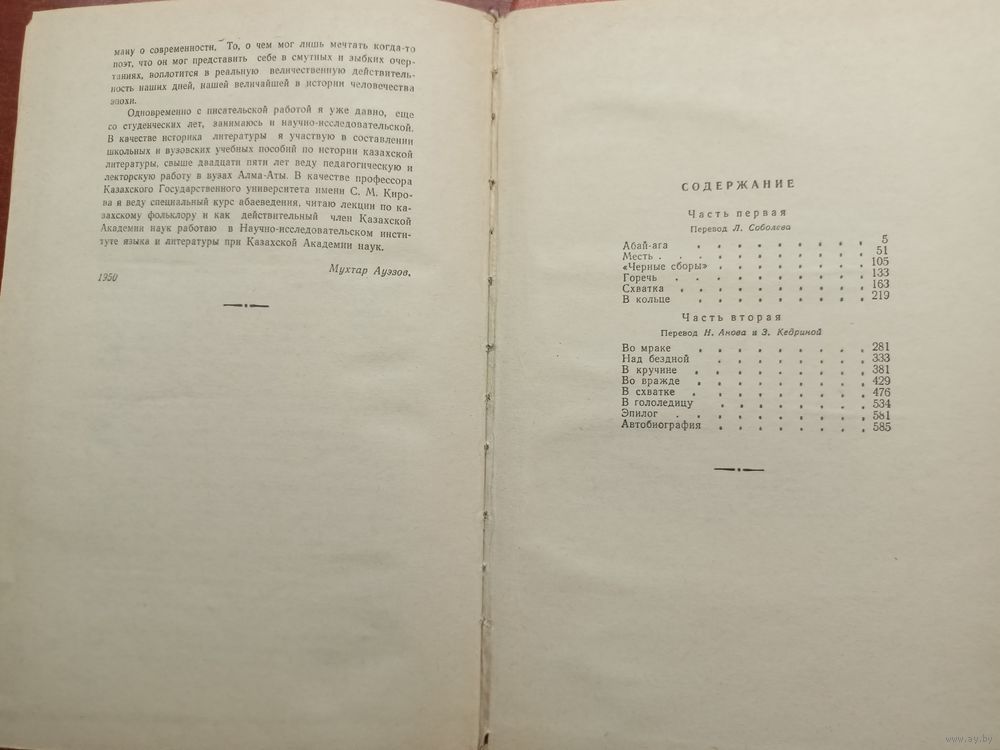 ману о современности. То, о чем мог лишь мечтать когда-то
поэт, что он мог представить себе в смутных и зыбких очер-
таниях, воплотится в реальную величественную действитель-
ность наших дней, нашей величайшей в истории человечества
эпохи.
Одновременно с писательской работой я уже давно, еще
со студенческих лет, занимаюсь и научно-исследовательской.
В качестве историка литературы я участвую в составлении
школьных и вузовских учебных пособий по истории казахской
литературы, свыше двадцати пяти лет веду педагогическую и
лекторскую работу в вузах Алма-Аты. В качестве профессора
Казахского Государственного университета имени С. М. Киро-
ва я веду специальный курс абаеведения, читаю лекции по ка-
захскому фольклору и как действительный член Казахской
Академии наук работаю в Научно-исследовательском инсти-
туте языка и литературы при Казахской Академии наук.
Мухтар Ауэзов.
1950
СОДЕРЖАНИЕ
Часть первая
Перевод Л. Соболева
Абай-ага . . . . . . . . 5
Месть . . . . . . . . . 51
«Черные сборы» . . . . . . . . 105
Горечь . . . . . . . . . 133
Схватка . . . . . . . . . 163
В кольце . . . . . . . . 219
Часть вторая
Перевод Н. Анова и З. Кедриной
Во мраке . . . . . . . . . 281
Над бездной . . . . . . . . 333
В кручине . . . . . . . . . 381
Во вражде . . . . . . . . . 429
В схватке . . . . . . . . . 476
В гололедицу . . . . . . . . 534
Эпилог . . . . . . . . . . 581
Автобиография . . . . . . . . 585
www.ay.by